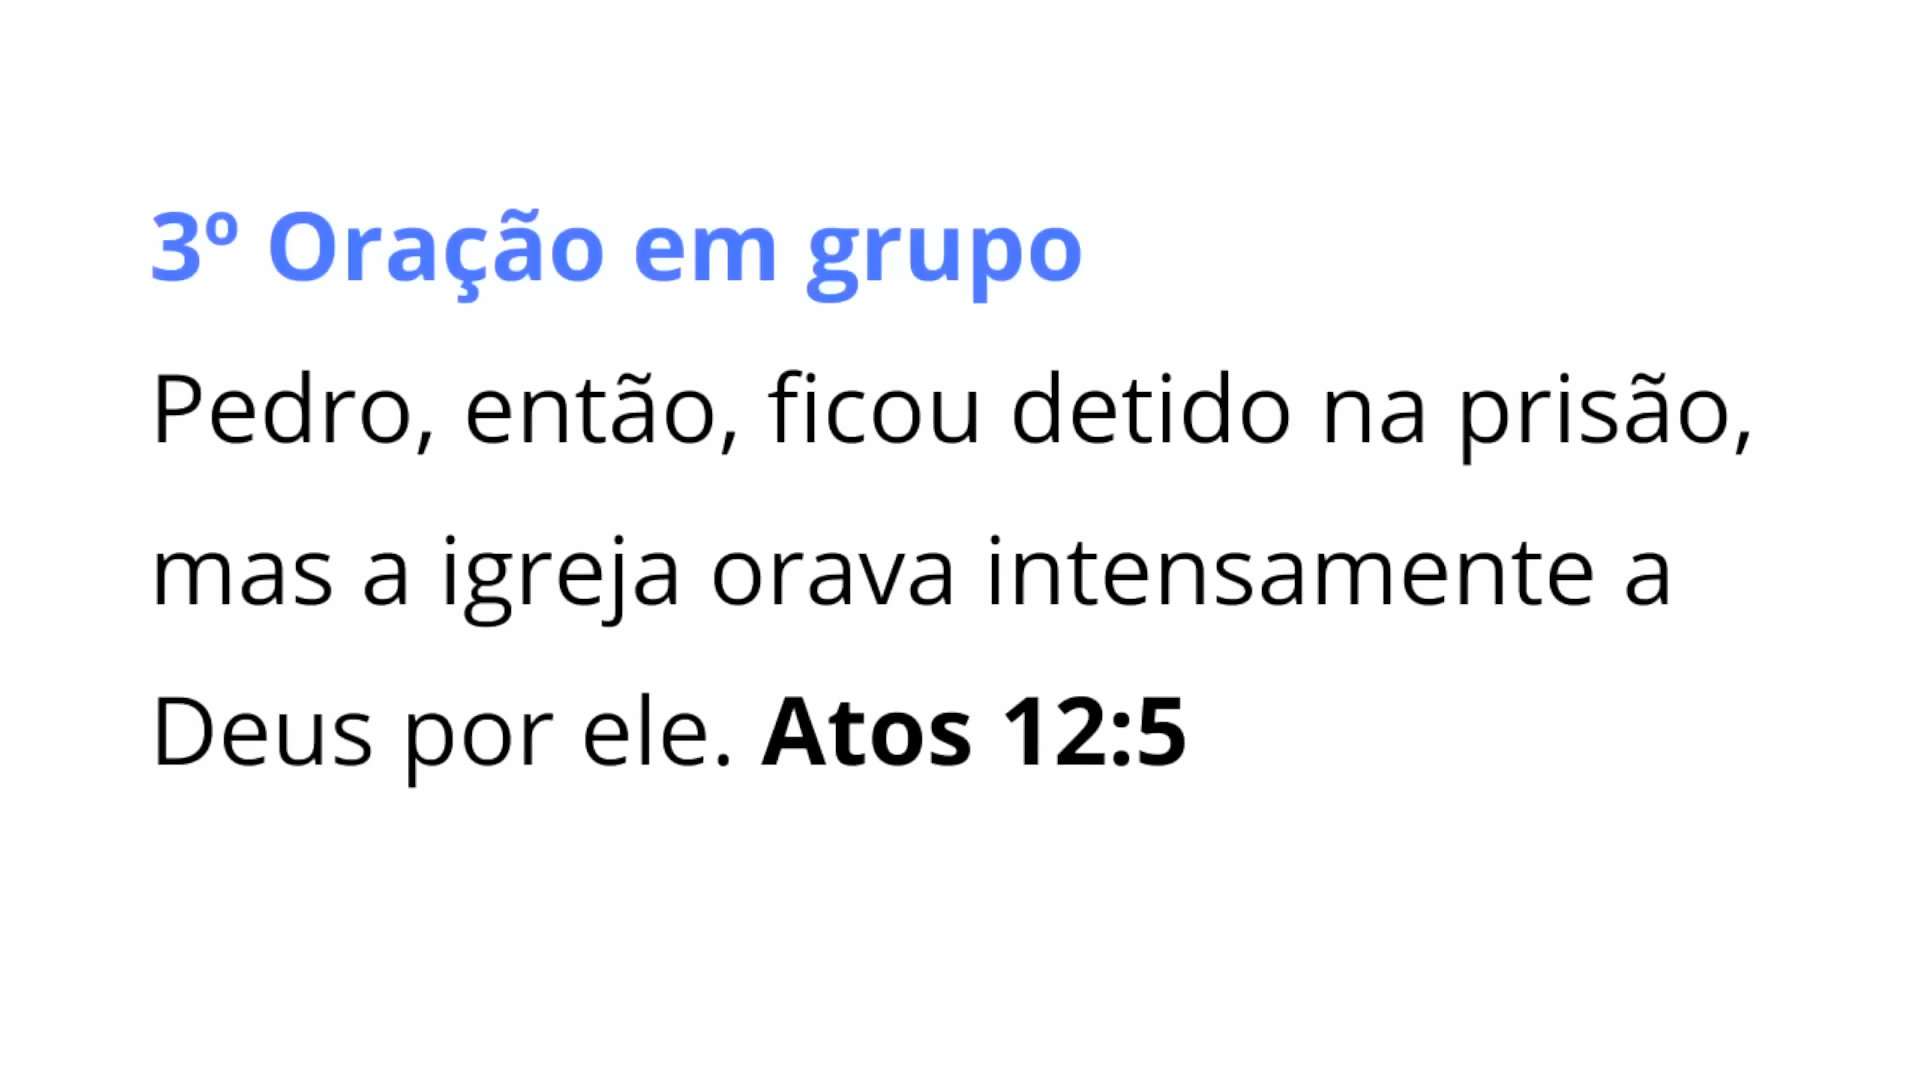 3º Oração em grupo
Pedro, então, ficou detido na prisão,
mas a igreja orava intensamente a
Deus por ele. Atos 12:5